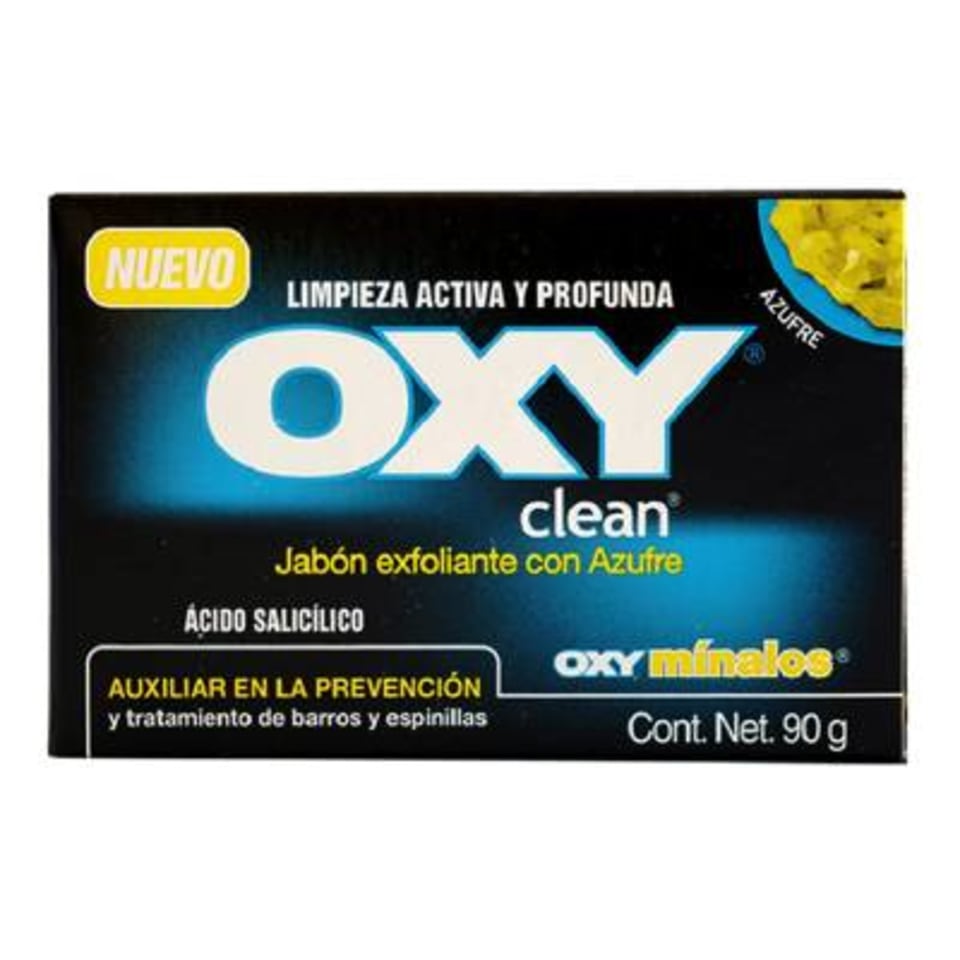 NUEVO
LIMPIEZA ACTIVA Y PROFUNDA
AZUFRE
OXY®
clean®
Jabón exfoliante con Azufre
ÁCIDO SALICÍLICO
OXY mínalos®
AUXILIAR EN LA PREVENCIÓN
y tratamiento de barros y espinillas
Cont. Net. 90 g